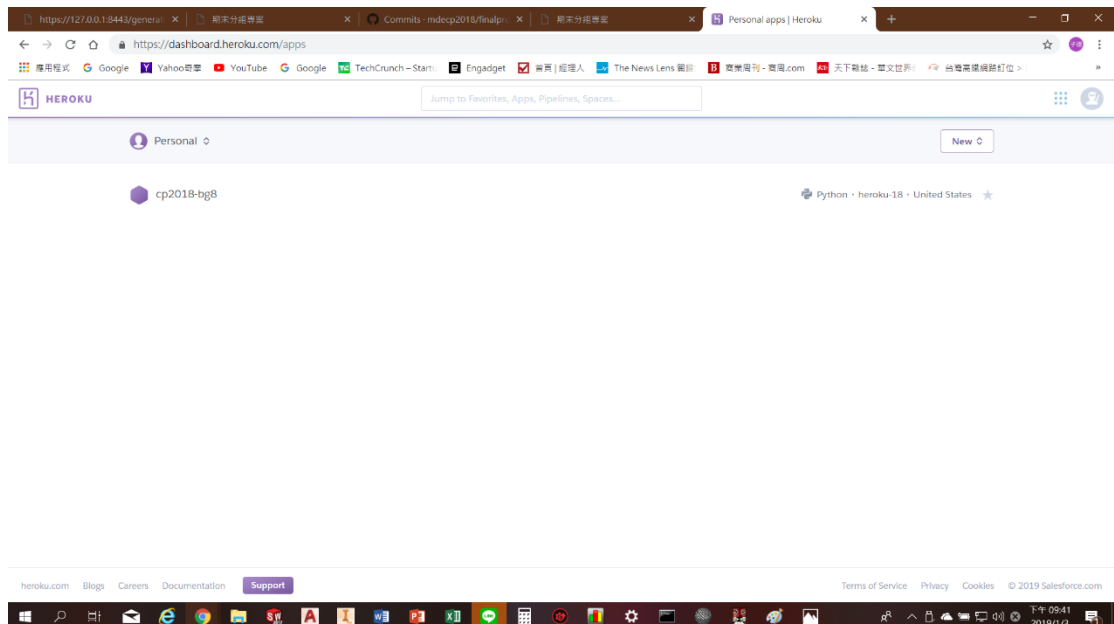 https://127.0.0.1:8443/generat
期末分組專案
Commits - mdecp2018/finalpro
期末分組專案
Personal apps | Heroku
https://dashboard.heroku.com/apps
應用程式 Google Yahoo奇摩 YouTube Google TechCrunch – Startu Engadget 首頁 | 經理人 The News Lens 關鍵 商業周刊 - 商周.com 天下雜誌 - 華文世界 台灣高鐵網路訂位 >
HEROKU
Jump to Favorites, Apps, Pipelines, Spaces...
Personal
New
cp2018-bg8
Python · heroku-18 · United States
heroku.com Blogs Careers Documentation Support
Terms of Service Privacy Cookies © 2019 Salesforce.com
下午 09:41
2019/1/2